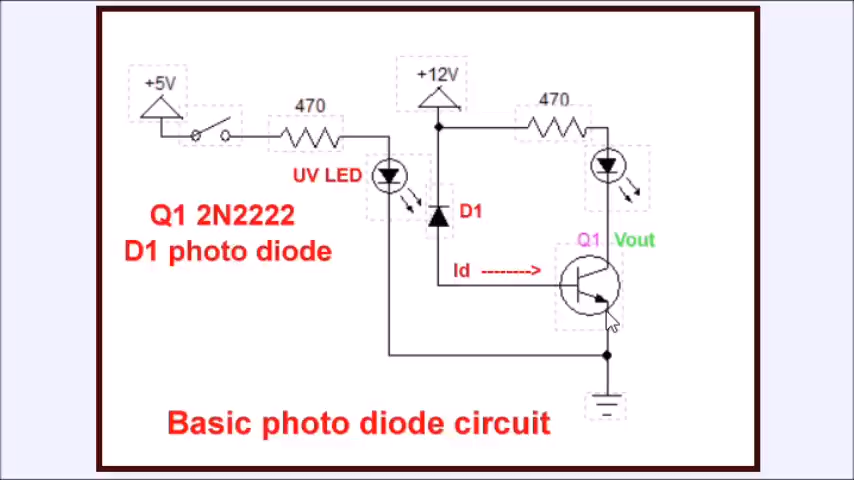 +5V
470
+12V
470
UV LED
D1
Q1 2N2222
D1 photo diode
Q1 Vout
Id -------->
Basic photo diode circuit